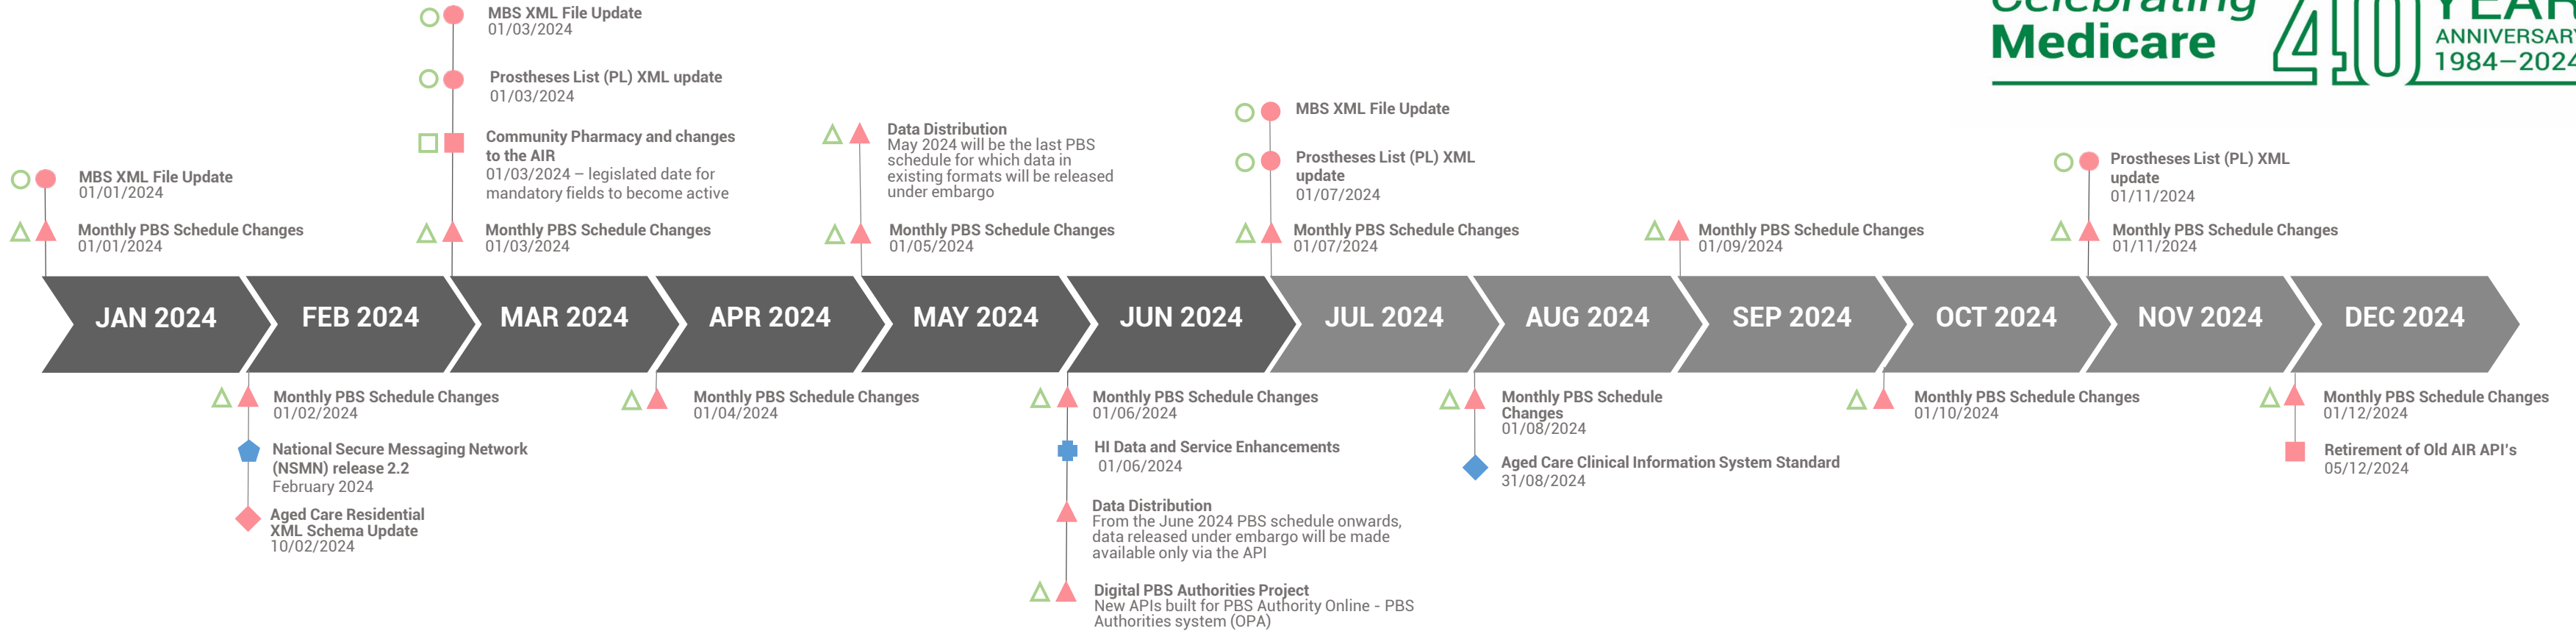 Celebrating
Medicare
40
YEAR
ANNIVERSARY
1984–2024
MBS XML File Update
01/03/2024
Prostheses List (PL) XML update
01/03/2024
Community Pharmacy and changes
to the AIR
01/03/2024 – legislated date for
mandatory fields to become active
Monthly PBS Schedule Changes
01/03/2024
MBS XML File Update
01/01/2024
Monthly PBS Schedule Changes
01/01/2024
Data Distribution
May 2024 will be the last PBS
schedule for which data in
existing formats will be released
under embargo
Monthly PBS Schedule Changes
01/05/2024
MBS XML File Update
Prostheses List (PL) XML
update
01/07/2024
Monthly PBS Schedule Changes
01/07/2024
Monthly PBS Schedule Changes
01/09/2024
Prostheses List (PL) XML
update
01/11/2024
Monthly PBS Schedule Changes
01/11/2024
JAN 2024
FEB 2024
MAR 2024
APR 2024
MAY 2024
JUN 2024
JUL 2024
AUG 2024
SEP 2024
OCT 2024
NOV 2024
DEC 2024
Monthly PBS Schedule Changes
01/02/2024
National Secure Messaging Network
(NSMN) release 2.2
February 2024
Aged Care Residential
XML Schema Update
10/02/2024
Monthly PBS Schedule Changes
01/04/2024
Monthly PBS Schedule Changes
01/06/2024
HI Data and Service Enhancements
01/06/2024
Data Distribution
From the June 2024 PBS schedule onwards,
data released under embargo will be made
available only via the API
Digital PBS Authorities Project
New APIs built for PBS Authority Online - PBS
Authorities system (OPA)
Monthly PBS Schedule
Changes
01/08/2024
Aged Care Clinical Information System Standard
31/08/2024
Monthly PBS Schedule Changes
01/10/2024
Monthly PBS Schedule Changes
01/12/2024
Retirement of Old AIR API's
05/12/2024